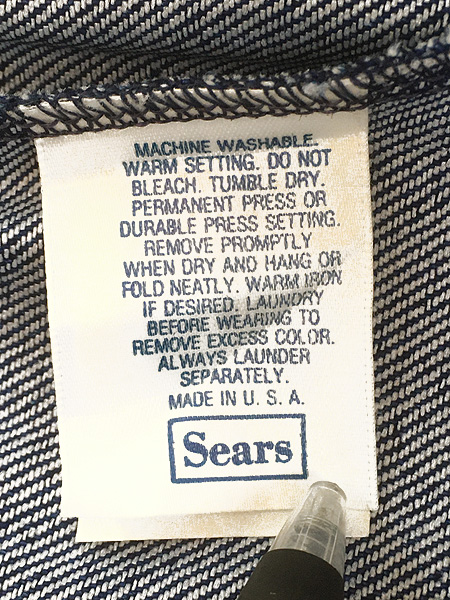 MACHINE WASHABLE.
WARM SETTING. DO NOT
BLEACH. TUMBLE DRY.
PERMANENT PRESS OR
DURABLE PRESS SETTING.
REMOVE PROMPTLY
WHEN DRY AND HANG OR
FOLD NEATLY. WARM IRON
IF DESIRED. LAUNDRY
BEFORE WEARING TO
REMOVE EXCESS COLOR.
ALWAYS LAUNDER
SEPARATELY.
MADE IN U. S. A.
Sears